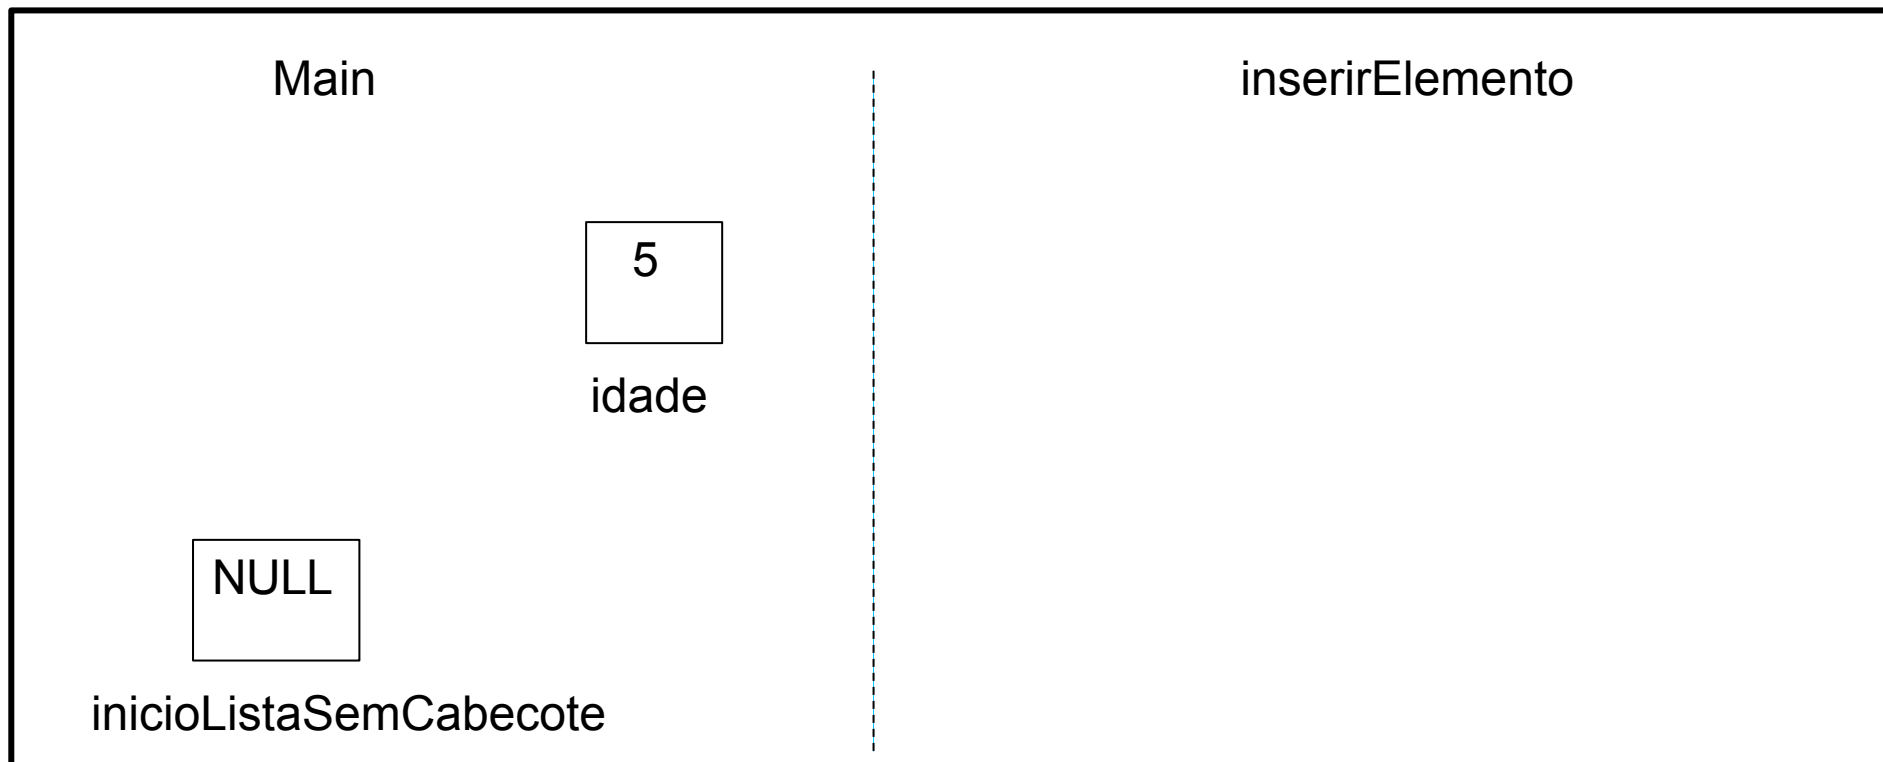 Main
inserirElemento
5
idade
NULL
inicioListaSemCabecote